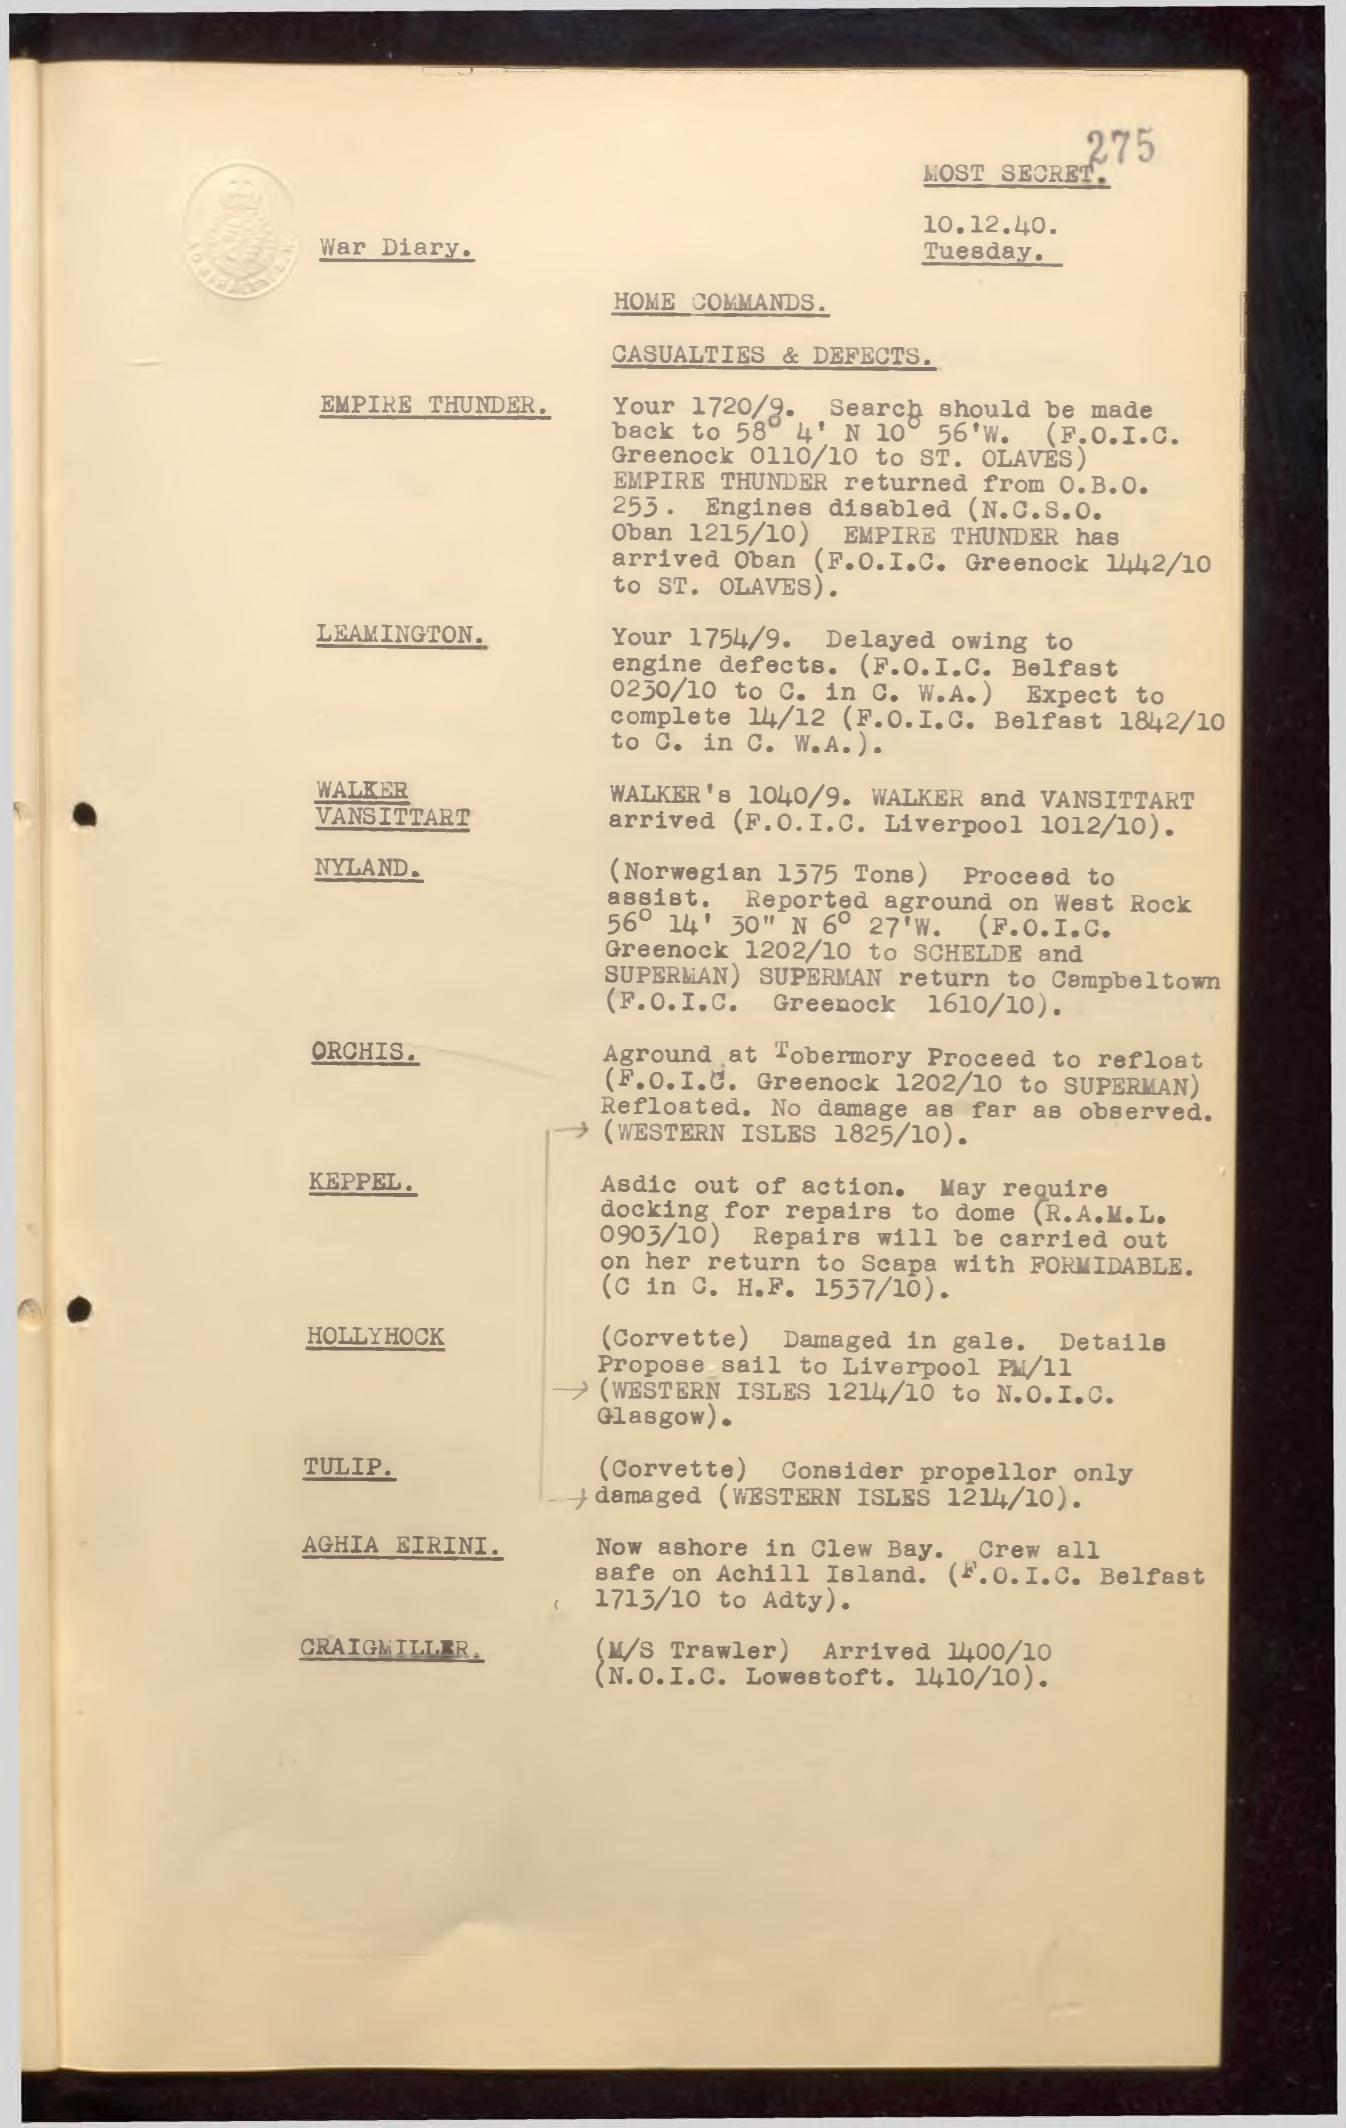 275
MOST SECRET.
10.12.40.
Tuesday.
War Diary.
HOME COMMANDS.
CASUALTIES & DEFECTS.
EMPIRE THUNDER. Your 1720/9. Search should be made
back to 58° 4' N 10° 56'W. (F.O.I.C.
Greenock 0110/10 to ST. OLAVES)
EMPIRE THUNDER returned from O.B.O.
253. Engines disabled (N.C.S.O.
Oban 1215/10) EMPIRE THUNDER has
arrived Oban (F.O.I.C. Greenock 1442/10
to ST. OLAVES).
LEAMINGTON. Your 1754/9. Delayed owing to
engine defects. (F.O.I.C. Belfast
0230/10 to C. in C. W.A.) Expect to
complete 14/12 (F.O.I.C. Belfast 1842/10
to C. in C. W.A.).
WALKER WALKER's 1040/9. WALKER and VANSITTART
VANSITTART arrived (F.O.I.C. Liverpool 1012/10).
NYLAND. (Norwegian 1375 Tons) Proceed to
assist. Reported aground on West Rock
56° 14' 30" N 6° 27'W. (F.O.I.C.
Greenock 1202/10 to SCHELDE and
SUPERMAN) SUPERMAN return to Campbeltown
(F.O.I.C. Greenock 1610/10).
ORCHIS. Aground at Tobermory Proceed to refloat
(F.O.I.C. Greenock 1202/10 to SUPERMAN)
Refloated. No damage as far as observed.
(WESTERN ISLES 1825/10).
KEPPEL. Asdic out of action. May require
docking for repairs to dome (R.A.M.L.
0903/10) Repairs will be carried out
on her return to Scapa with FORMIDABLE.
(C in C. H.F. 1537/10).
HOLLYHOCK (Corvette) Damaged in gale. Details
Propose sail to Liverpool PM/11
(WESTERN ISLES 1214/10 to N.O.I.C.
Glasgow).
TULIP. (Corvette) Consider propellor only
damaged (WESTERN ISLES 1214/10).
AGHIA EIRINI. Now ashore in Clew Bay. Crew all
safe on Achill Island. (F.O.I.C. Belfast
1713/10 to Adty).
CRAIGMILLER. (M/S Trawler) Arrived 1400/10
(N.O.I.C. Lowestoft. 1410/10).